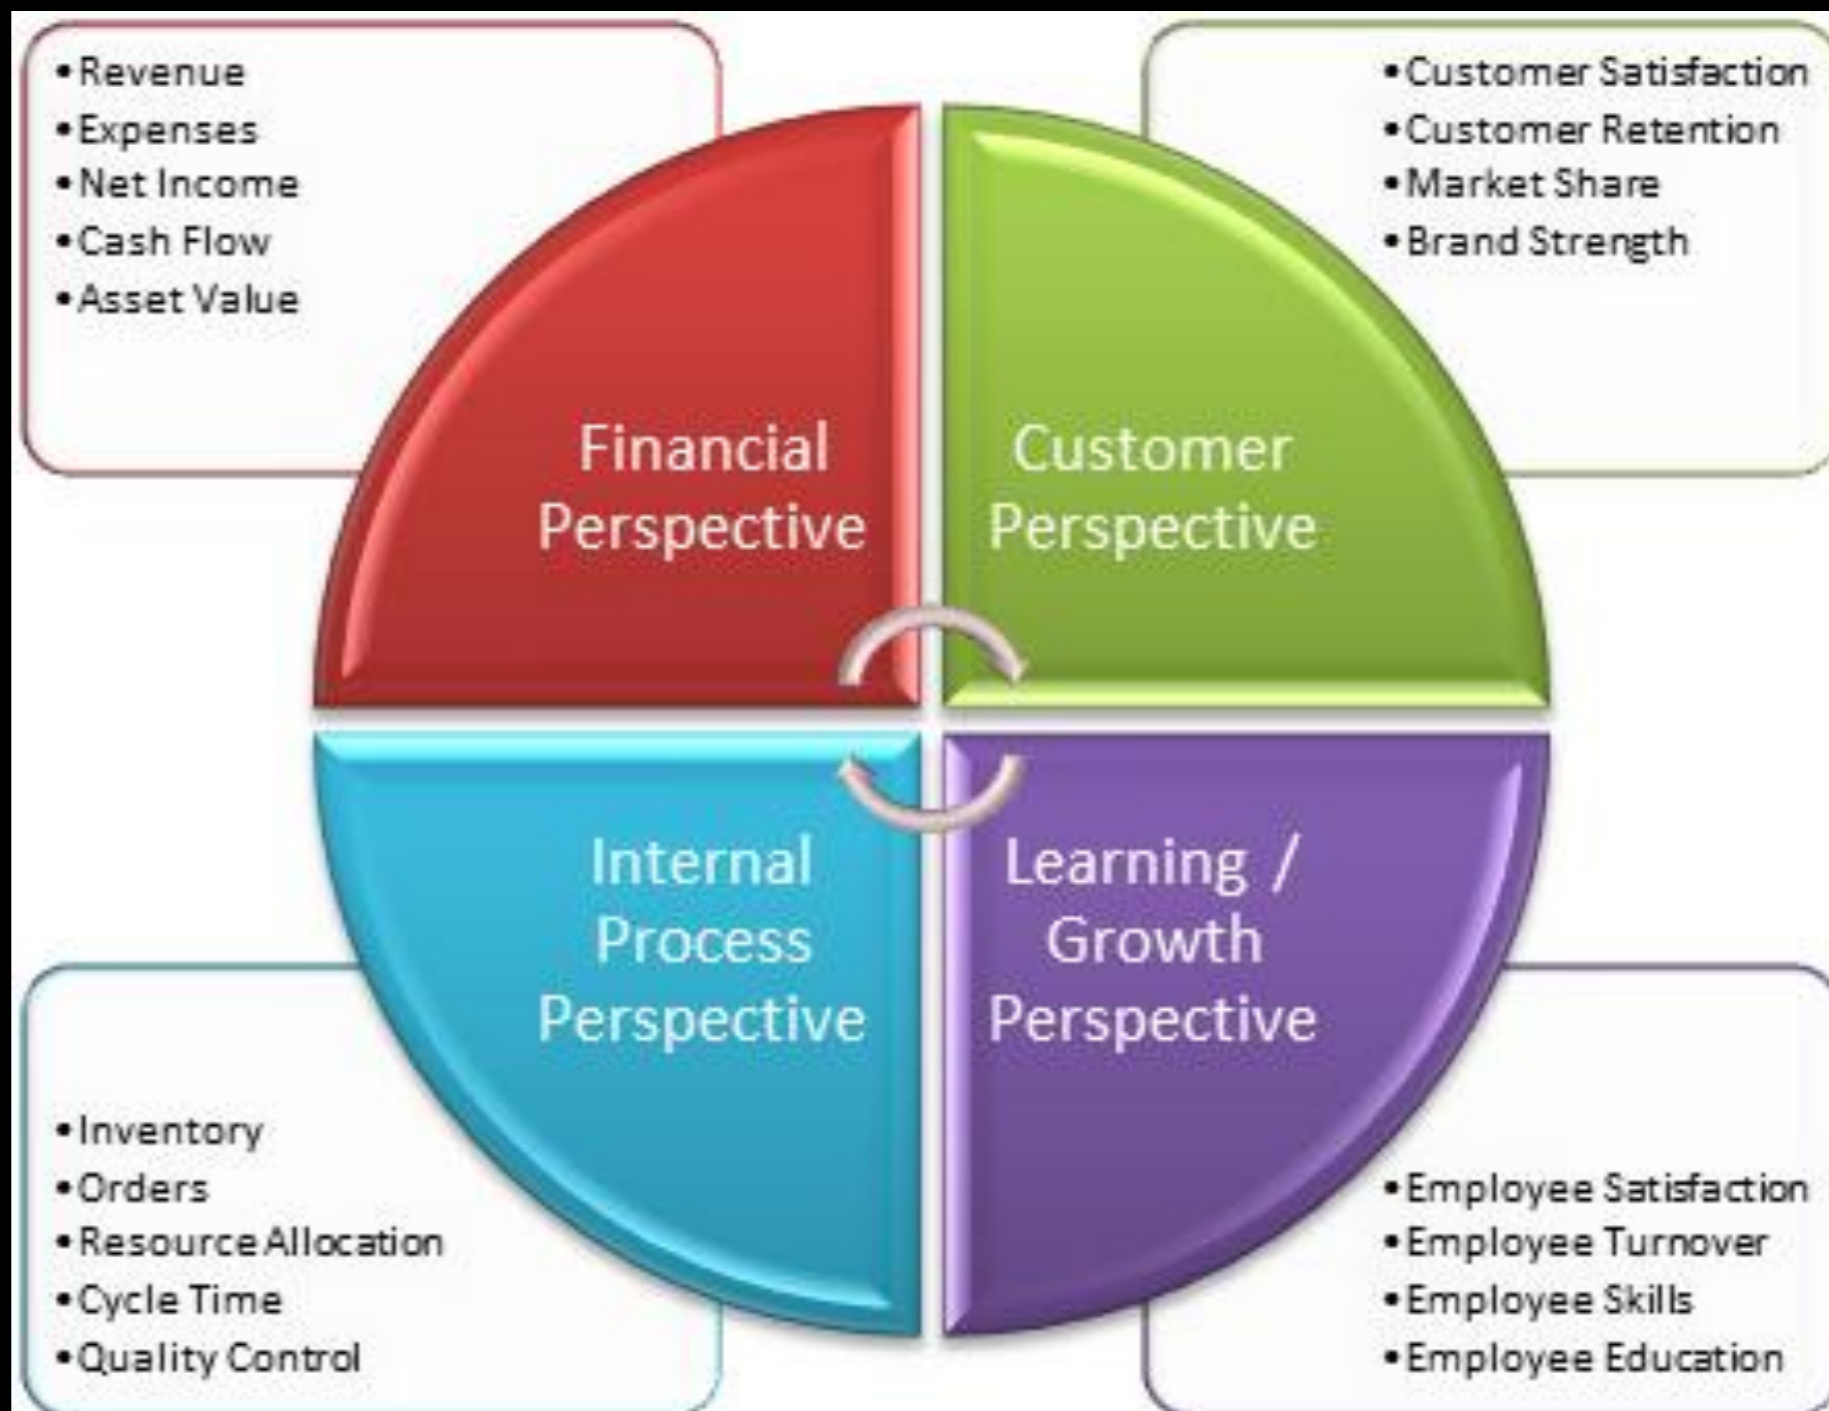 •Revenue
•Expenses
•Net Income
•Cash Flow
•Asset Value
•Customer Satisfaction
•Customer Retention
•Market Share
•Brand Strength
Financial
Perspective
Customer
Perspective
Internal
Process
Perspective
Learning /
Growth
Perspective
•Inventory
•Orders
•Resource Allocation
•Cycle Time
•Quality Control
•Employee Satisfaction
•Employee Turnover
•Employee Skills
•Employee Education